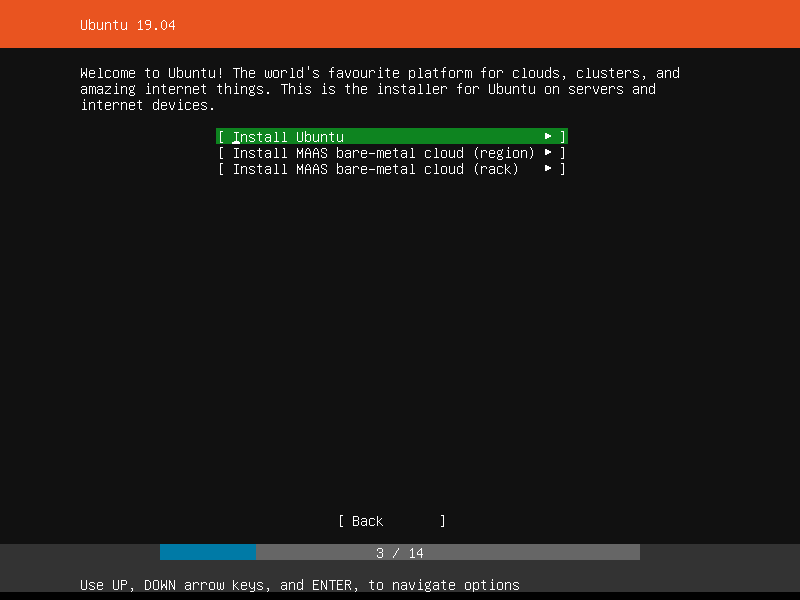 Ubuntu 19.04
Welcome to Ubuntu! The world's favourite platform for clouds, clusters, and
amazing internet things. This is the installer for Ubuntu on servers and
internet devices.
[ Install Ubuntu ► ]
[ Install MAAS bare-metal cloud (region) ► ]
[ Install MAAS bare-metal cloud (rack) ► ]
[ Back ]
3 / 14
Use UP, DOWN arrow keys, and ENTER, to navigate options